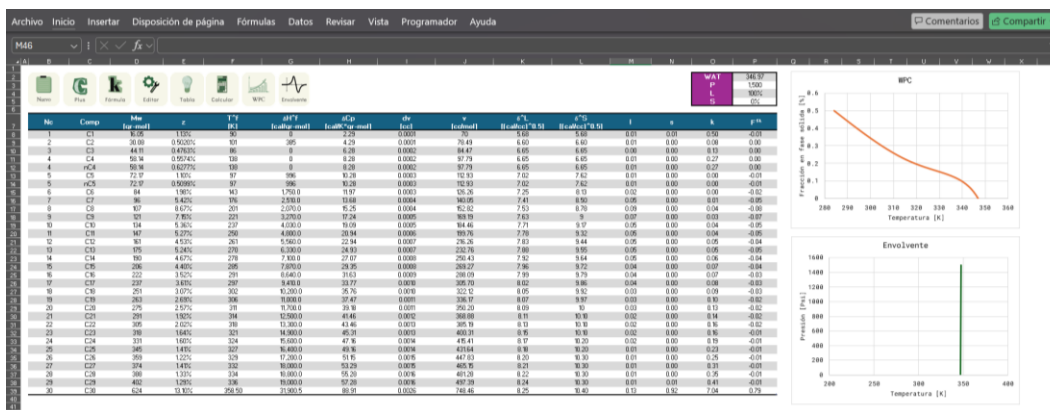 Archivo Inicio Insertar Disposición de página Fórmulas Datos Revisar Vista Programador Ayuda
Comentarios Compartir
M46
fx
Nuevo Plus Fórmula Editar Tabla Calcular WPC Envolvente
WAT 346.97
P 1,500
L 100%
S 0%
Nc Comp Mw [gr-mol] z T^f [K] ΔH^f [cal/gr-mol] ΔCp [cal/K*gr-mol] dv [cc] v [cc/mol] δ^L [(cal/cc)^0.5] δ^S [(cal/cc)^0.5] l s k
1 C1 16.05 1.13% 90 0 2.29 0.0001 70 5.68 5.68 0.01 0.01 0.50 -0.01
2 C2 30.08 0.5020% 101 385 4.29 0.0001 78.49 6.60 6.60 0.01 0.00 0.00 0.00
3 C3 44.11 0.4763% 86 0 6.28 0.0002 84.47 6.65 6.65 0.00 0.00 0.13 0.00
4 C4 58.14 0.5574% 138 0 8.28 0.0002 97.79 6.65 6.65 0.01 0.00 0.27 0.00
4 nC4 58.14 0.6277% 138 0 8.28 0.0002 97.79 6.65 6.65 0.01 0.00 0.27 0.00
5 C5 72.17 1.10% 97 996 10.28 0.0003 112.93 7.02 7.62 0.01 0.00 0.00 -0.01
5 nC5 72.17 0.5099% 97 996 10.28 0.0003 112.93 7.02 7.62 0.01 0.00 0.00 -0.01
6 C6 84 1.98% 143 1,750.0 11.97 0.0003 126.26 7.25 8.13 0.02 0.00 0.00 -0.02
7 C7 96 5.42% 176 2,510.0 13.68 0.0004 140.05 7.41 8.50 0.05 0.00 0.01 -0.05
8 C8 107 8.67% 201 2,070.0 15.25 0.0004 152.82 7.53 8.78 0.09 0.00 0.04 -0.08
9 C9 121 7.15% 221 3,270.0 17.24 0.0005 169.19 7.63 9 0.07 0.00 0.03 -0.07
10 C10 134 5.36% 237 4,030.0 19.09 0.0005 184.46 7.71 9.17 0.05 0.00 0.04 -0.05
11 C11 147 5.27% 250 4,800.0 20.94 0.0006 199.76 7.78 9.32 0.05 0.00 0.04 -0.05
12 C12 161 4.53% 261 5,560.0 22.94 0.0007 216.26 7.83 9.44 0.05 0.00 0.05 -0.04
13 C13 175 5.24% 270 6,330.0 24.93 0.0007 232.76 7.88 9.55 0.05 0.00 0.06 -0.05
14 C14 190 4.67% 278 7,100.0 27.07 0.0008 250.43 7.92 9.64 0.05 0.00 0.06 -0.04
15 C15 206 4.40% 285 7,870.0 29.35 0.0008 269.27 7.96 9.72 0.04 0.00 0.07 -0.04
16 C16 222 3.52% 291 8,640.0 31.63 0.0009 288.09 7.99 9.79 0.04 0.00 0.07 -0.03
17 C17 237 3.61% 297 9,410.0 33.77 0.0010 305.70 8.02 9.86 0.04 0.00 0.08 -0.03
18 C18 251 3.07% 302 10,200.0 35.76 0.0010 322.12 8.05 9.92 0.03 0.00 0.09 -0.03
19 C19 263 2.69% 306 11,000.0 37.47 0.0011 336.17 8.07 9.97 0.03 0.00 0.10 -0.02
20 C20 275 2.57% 311 11,700.0 39.18 0.0011 350.20 8.09 10 0.03 0.00 0.13 -0.02
21 C21 291 1.92% 314 12,500.0 41.46 0.0012 368.88 8.11 10.10 0.02 0.00 0.14 -0.02
22 C22 305 2.02% 318 13,300.0 43.46 0.0013 385.19 8.13 10.10 0.02 0.00 0.16 -0.02
23 C23 318 1.64% 321 14,900.0 45.31 0.0013 400.31 8.15 10.10 0.02 0.00 0.16 -0.01
24 C24 331 1.60% 324 15,600.0 47.16 0.0014 415.41 8.17 10.20 0.02 0.00 0.19 -0.01
25 C25 345 1.41% 327 16,400.0 49.16 0.0014 431.64 8.18 10.20 0.01 0.00 0.23 -0.01
26 C26 359 1.22% 329 17,200.0 51.15 0.0015 447.83 8.20 10.30 0.01 0.00 0.25 -0.01
27 C27 374 1.41% 332 18,000.0 53.29 0.0015 465.15 8.21 10.30 0.01 0.00 0.31 -0.01
28 C28 388 1.33% 334 18,800.0 55.28 0.0016 481.28 8.22 10.30 0.01 0.00 0.35 -0.01
29 C29 402 1.29% 336 19,000.0 57.28 0.0016 497.39 8.24 10.30 0.01 0.01 0.41 -0.01
30 C30 624 13.10% 358.50 31,900.5 88.91 0.0026 748.46 8.25 10.40 0.13 0.92 7.04 0.79
WPC
Fracción en fase solida [%]
0.6
0.5
0.4
0.3
0.2
0.1
0
280 290 300 310 320 330 340 350 360
Temperatura [K]
Envolvente
Presión [Psi]
1600
1400
1200
1000
800
600
400
200
0
200 250 300 350 400
Temperatura [K]